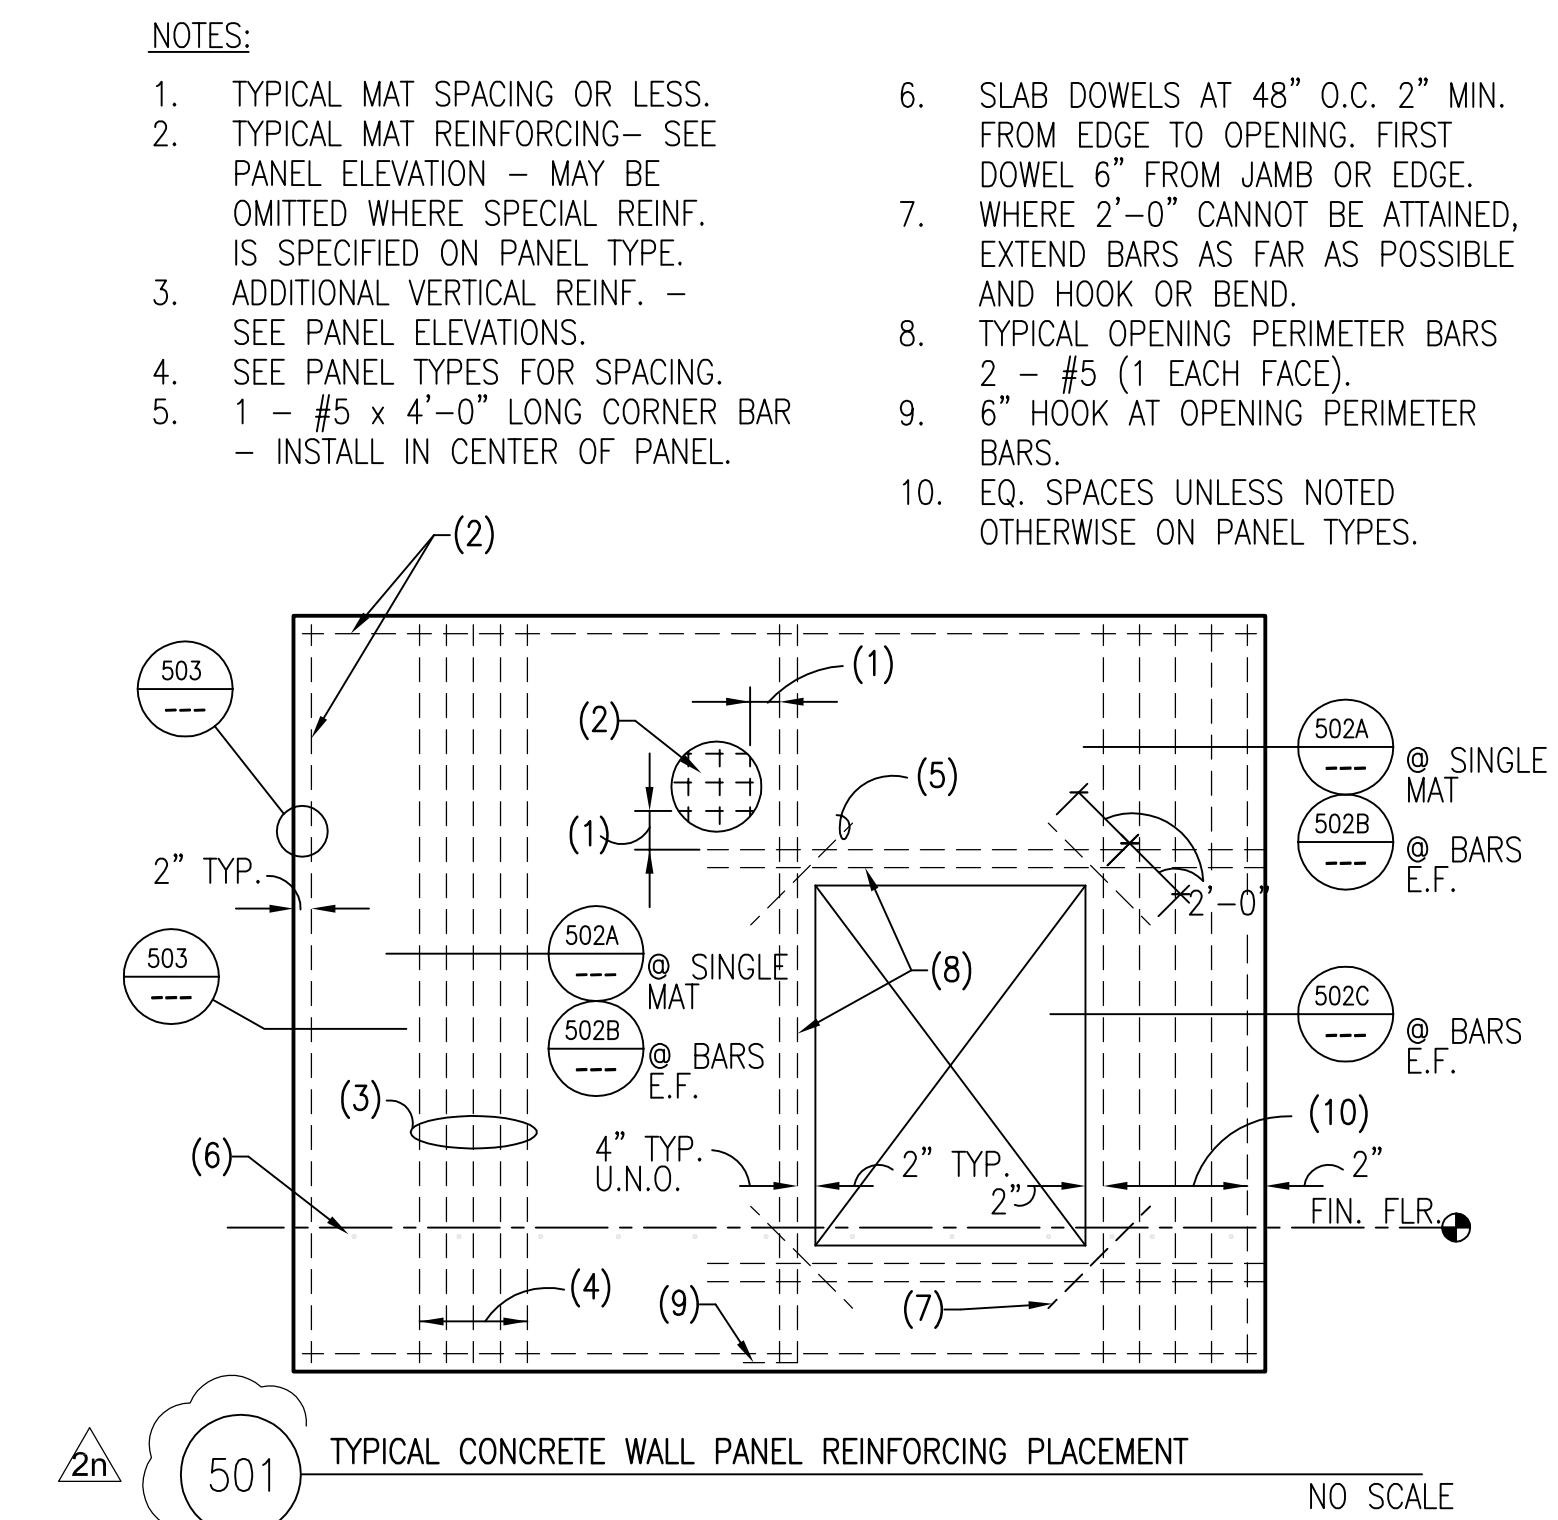 NOTES:
1. TYPICAL MAT SPACING OR LESS.
2. TYPICAL MAT REINFORCING– SEE
PANEL ELEVATION – MAY BE
OMITTED WHERE SPECIAL REINF.
IS SPECIFIED ON PANEL TYPE.
3. ADDITIONAL VERTICAL REINF. –
SEE PANEL ELEVATIONS.
4. SEE PANEL TYPES FOR SPACING.
5. 1 – #5 x 4'–0" LONG CORNER BAR
– INSTALL IN CENTER OF PANEL.
6. SLAB DOWELS AT 48" O.C. 2" MIN.
FROM EDGE TO OPENING. FIRST
DOWEL 6" FROM JAMB OR EDGE.
7. WHERE 2'–0" CANNOT BE ATTAINED,
EXTEND BARS AS FAR AS POSSIBLE
AND HOOK OR BEND.
8. TYPICAL OPENING PERIMETER BARS
2 – #5 (1 EACH FACE).
9. 6" HOOK AT OPENING PERIMETER
BARS.
10. EQ. SPACES UNLESS NOTED
OTHERWISE ON PANEL TYPES.
(2)
503
---
(1)
(2)
502A
---
@ SINGLE
MAT
(5)
(1)
502B
---
@ BARS
E.F.
2" TYP.
2'–0"
503
---
502A
---
@ SINGLE
MAT
(8)
502C
---
@ BARS
E.F.
502B
---
@ BARS
E.F.
(3)
(10)
(6)
4" TYP.
U.N.O.
2" TYP.
2"
2"
FIN. FLR.
(4)
(9)
(7)
2n
501
TYPICAL CONCRETE WALL PANEL REINFORCING PLACEMENT
NO SCALE